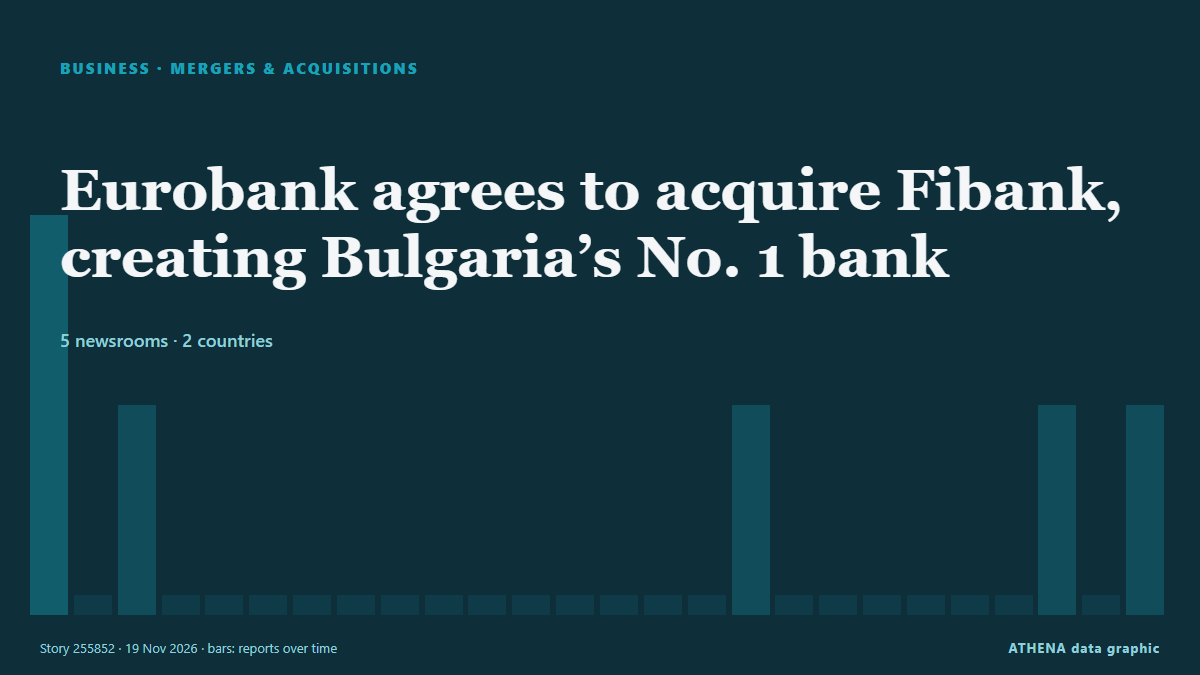 BUSINESS · MERGERS & ACQUISITIONS
Eurobank agrees to acquire Fibank,
creating Bulgaria’s No. 1 bank
5 newsrooms · 2 countries
Story 255852 · 19 Nov 2026 · bars: reports over time
ATHENA data graphic